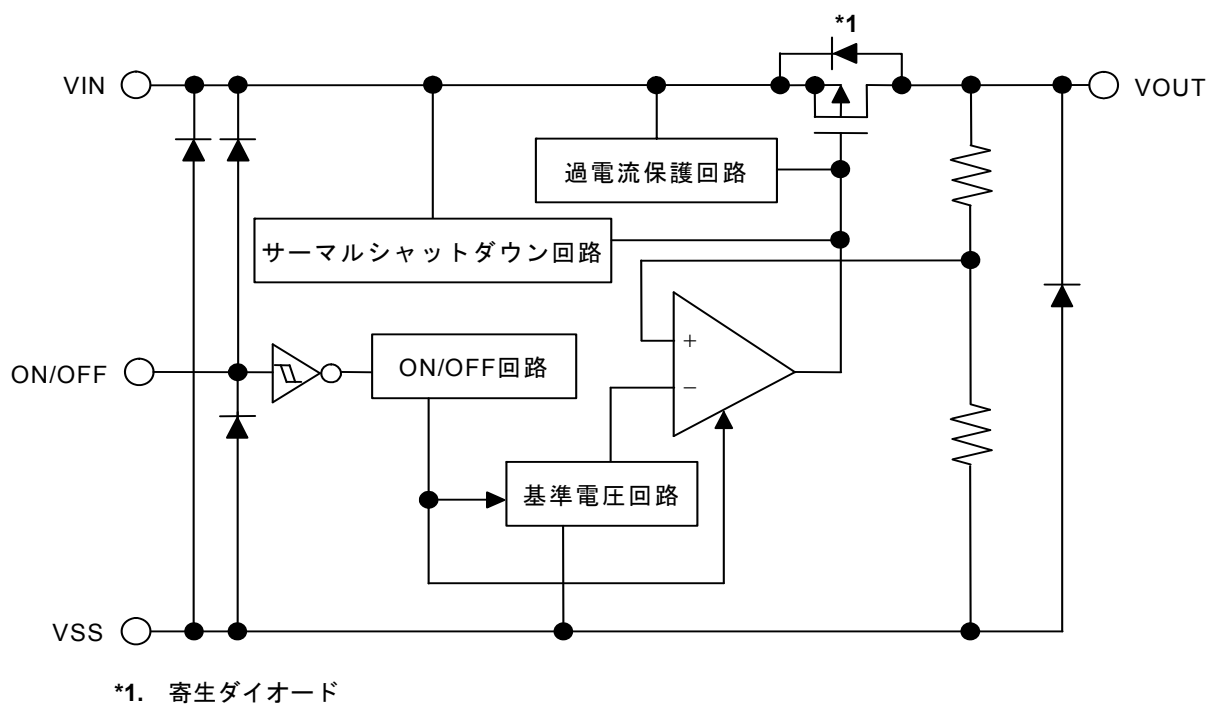 *1
VIN
VOUT
過電流保護回路
サーマルシャットダウン回路
+
−
ON/OFF
ON/OFF回路
基準電圧回路
VSS
*1. 寄生ダイオード